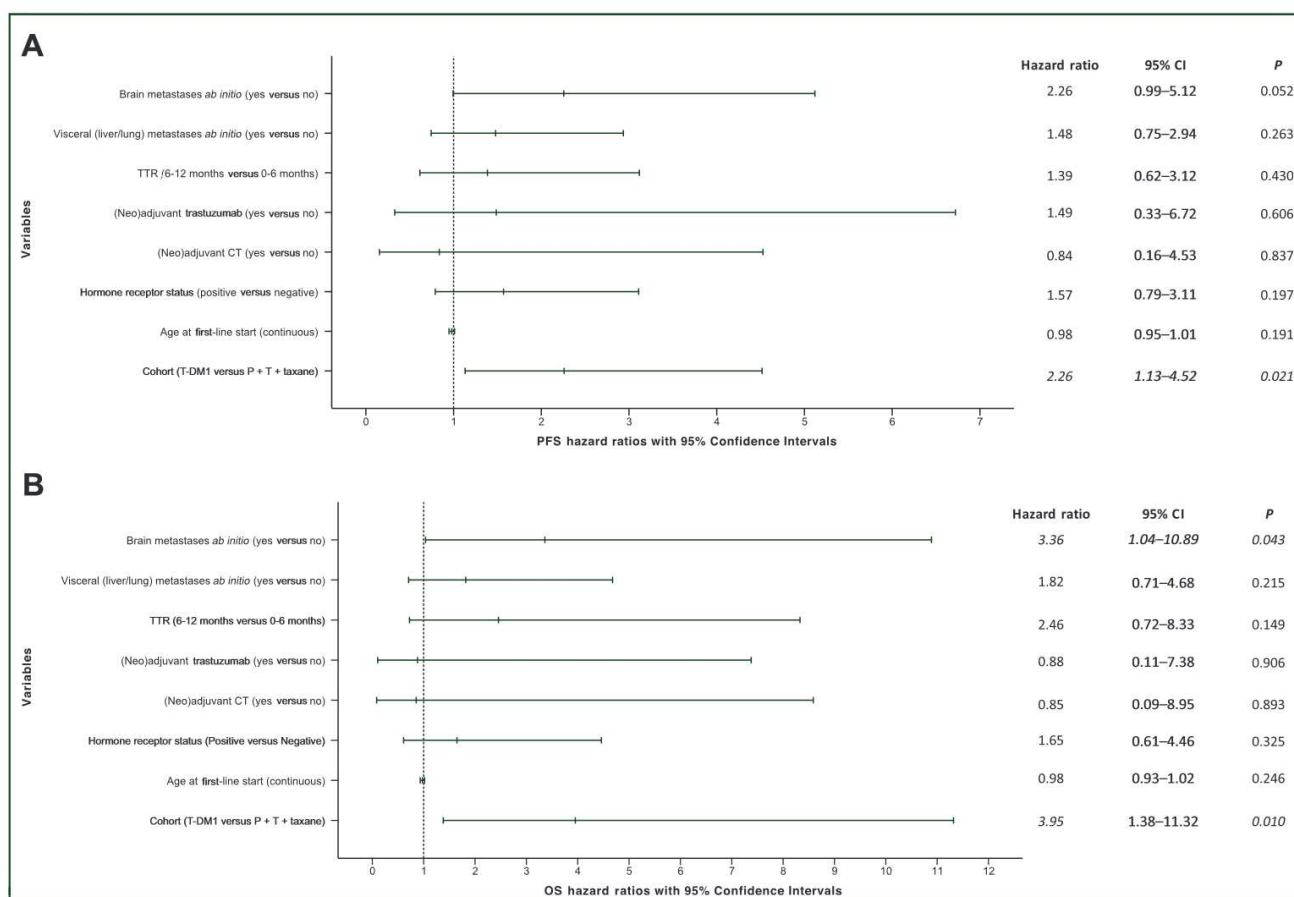 A
Hazard ratio 95% CI P
Brain metastases ab initio (yes versus no) 2.26 0.99–5.12 0.052
Visceral (liver/lung) metastases ab initio (yes versus no) 1.48 0.75–2.94 0.263
TTR (6-12 months versus 0-6 months) 1.39 0.62–3.12 0.430
(Neo)adjuvant trastuzumab (yes versus no) 1.49 0.33–6.72 0.606
(Neo)adjuvant CT (yes versus no) 0.84 0.16–4.53 0.837
Hormone receptor status (positive versus negative) 1.57 0.79–3.11 0.197
Age at first-line start (continuous) 0.98 0.95–1.01 0.191
Cohort (T-DM1 versus P + T + taxane) 2.26 1.13–4.52 0.021
Variables
0 1 2 3 4 5 6 7
PFS hazard ratios with 95% Confidence Intervals
B
Hazard ratio 95% CI P
Brain metastases ab initio (yes versus no) 3.36 1.04–10.89 0.043
Visceral (liver/lung) metastases ab initio (yes versus no) 1.82 0.71–4.68 0.215
TTR (6-12 months versus 0-6 months) 2.46 0.72–8.33 0.149
(Neo)adjuvant trastuzumab (yes versus no) 0.88 0.11–7.38 0.906
(Neo)adjuvant CT (yes versus no) 0.85 0.09–8.95 0.893
Hormone receptor status (Positive versus Negative) 1.65 0.61–4.46 0.325
Age at first-line start (continuous) 0.98 0.93–1.02 0.246
Cohort (T-DM1 versus P + T + taxane) 3.95 1.38–11.32 0.010
Variables
0 1 2 3 4 5 6 7 8 9 10 11 12
OS hazard ratios with 95% Confidence Intervals